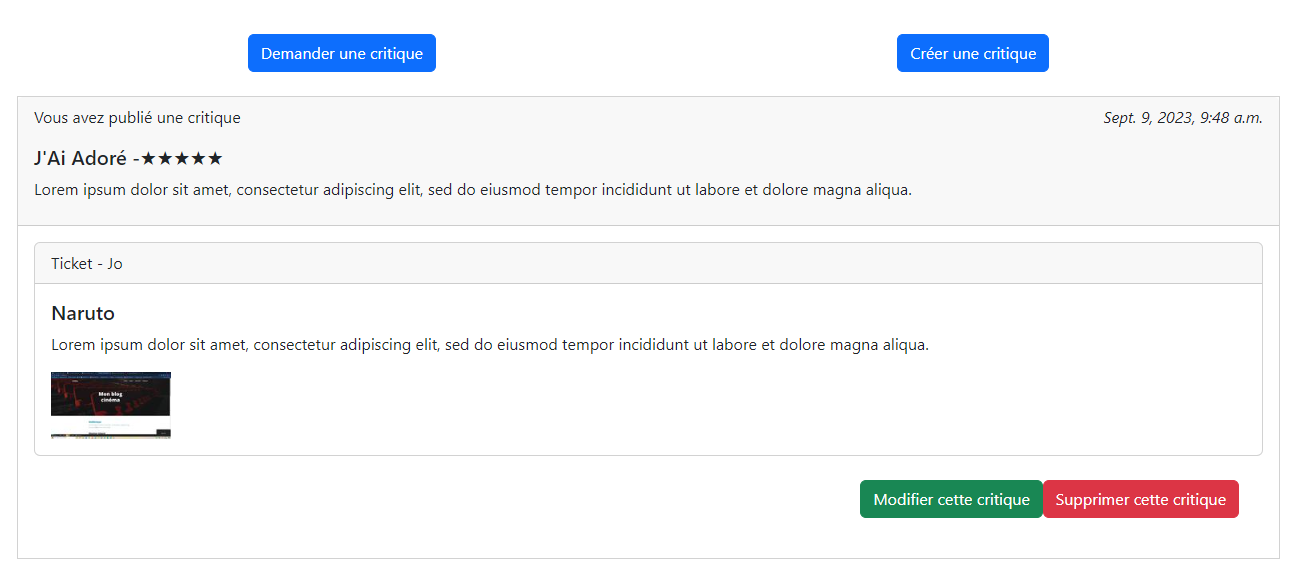 Demander une critique
Créer une critique
Vous avez publié une critique
Sept. 9, 2023, 9:48 a.m.
J'Ai Adoré -★★★★★
Lorem ipsum dolor sit amet, consectetur adipiscing elit, sed do eiusmod tempor incididunt ut labore et dolore magna aliqua.
Ticket - Jo
Naruto
Lorem ipsum dolor sit amet, consectetur adipiscing elit, sed do eiusmod tempor incididunt ut labore et dolore magna aliqua.
Mon blog
cinéma
Modifier cette critique
Supprimer cette critique